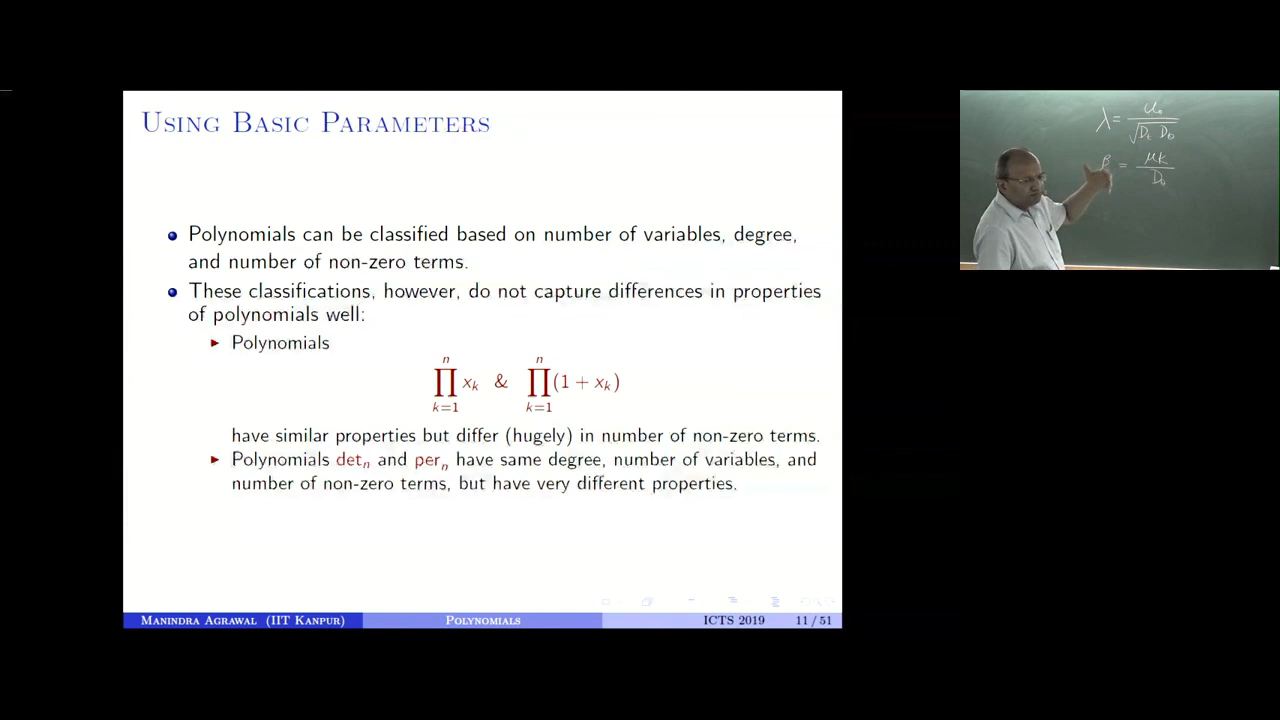 USING BASIC PARAMETERS
Polynomials can be classified based on number of variables, degree,
and number of non-zero terms.
These classifications, however, do not capture differences in properties
of polynomials well:
Polynomials
∏_{k=1}^{n} x_k & ∏_{k=1}^{n} (1 + x_k)
have similar properties but differ (hugely) in number of non-zero terms.
Polynomials det_n and per_n have same degree, number of variables, and
number of non-zero terms, but have very different properties.
MANINDRA AGRAWAL (IIT KANPUR) POLYNOMIALS ICTS 2019 11 / 51
λ =
β = μk